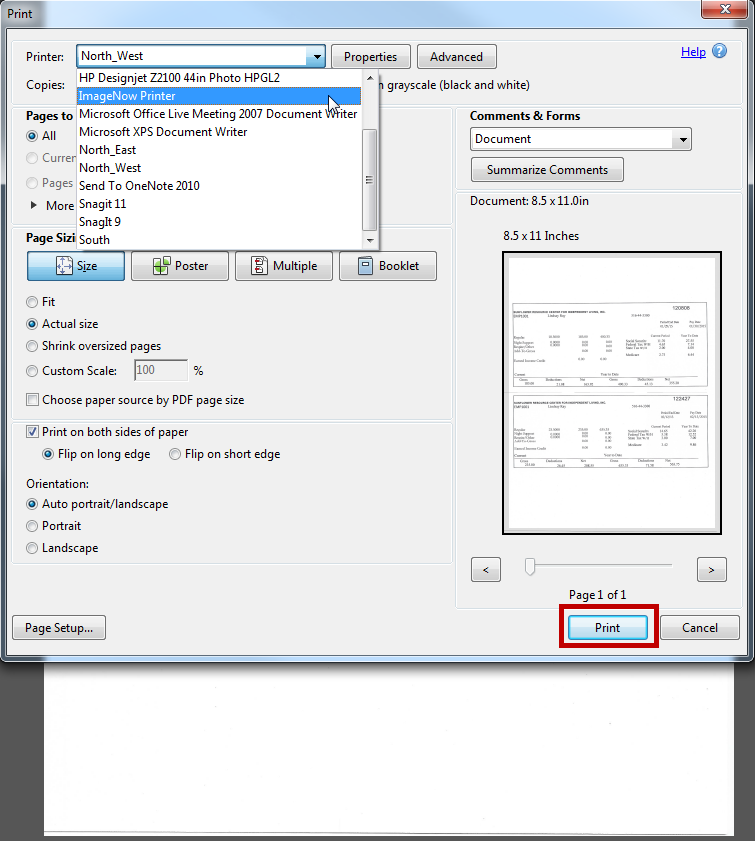 Print
Printer: North_West Properties Advanced Help
Copies: n grayscale (black and white)
HP Designjet Z2100 44in Photo HPGL2
ImageNow Printer
Microsoft Office Live Meeting 2007 Document Writer
Microsoft XPS Document Writer
North_East
North_West
Send To OneNote 2010
Snagit 11
SnagIt 9
South
Pages to
All
Curren
Pages
More
Page Sizi
Size Poster Multiple Booklet
Fit
Actual size
Shrink oversized pages
Custom Scale: 100 %
Choose paper source by PDF page size
Print on both sides of paper
Flip on long edge Flip on short edge
Orientation:
Auto portrait/landscape
Portrait
Landscape
Comments & Forms
Document
Summarize Comments
Document: 8.5 x 11.0in
8.5 x 11 Inches
120808
Lindsay Ray
122427
Lindsay Ray
< >
Page 1 of 1
Page Setup... Print Cancel